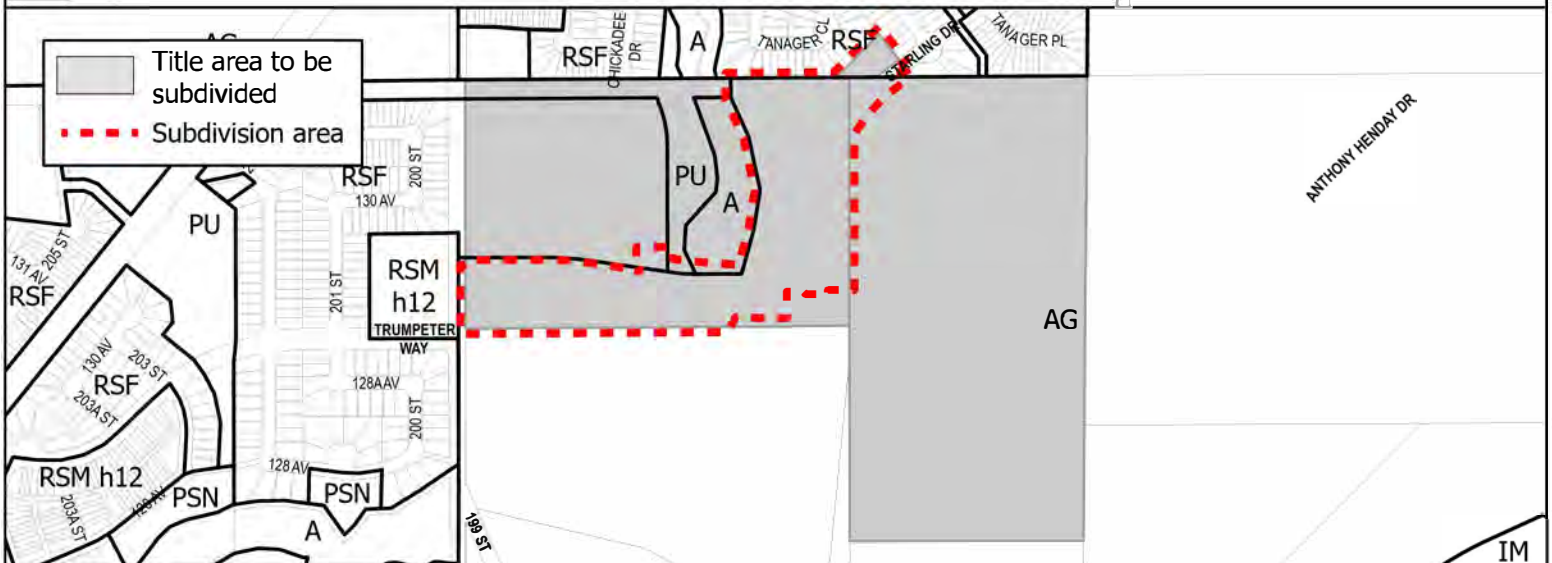 CHICKADEE
DR
RSF
A
TANAGER CL
RSF
STARLING DR
TANAGER PL
Title area to be
subdivided
Subdivision area
ANTHONY HENDAY DR
RSF
200 ST
130 AV
PU
A
PU
205 ST
131 AV
RSF
201 ST
RSM
h12
TRUMPETER
WAY
AG
130 AV
203 ST
RSF
203A ST
128A AV
200 ST
128 AV
RSM h12
PSN
PSN
203A ST
A
199 ST
IM